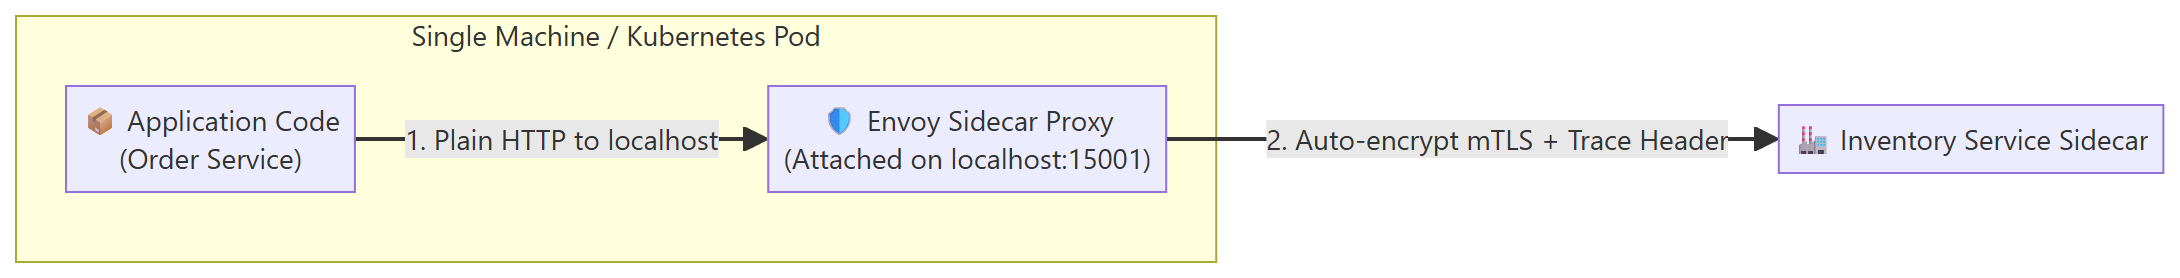 Single Machine / Kubernetes Pod
Application Code
(Order Service)
1. Plain HTTP to localhost
Envoy Sidecar Proxy
(Attached on localhost:15001)
2. Auto-encrypt mTLS + Trace Header
Inventory Service Sidecar